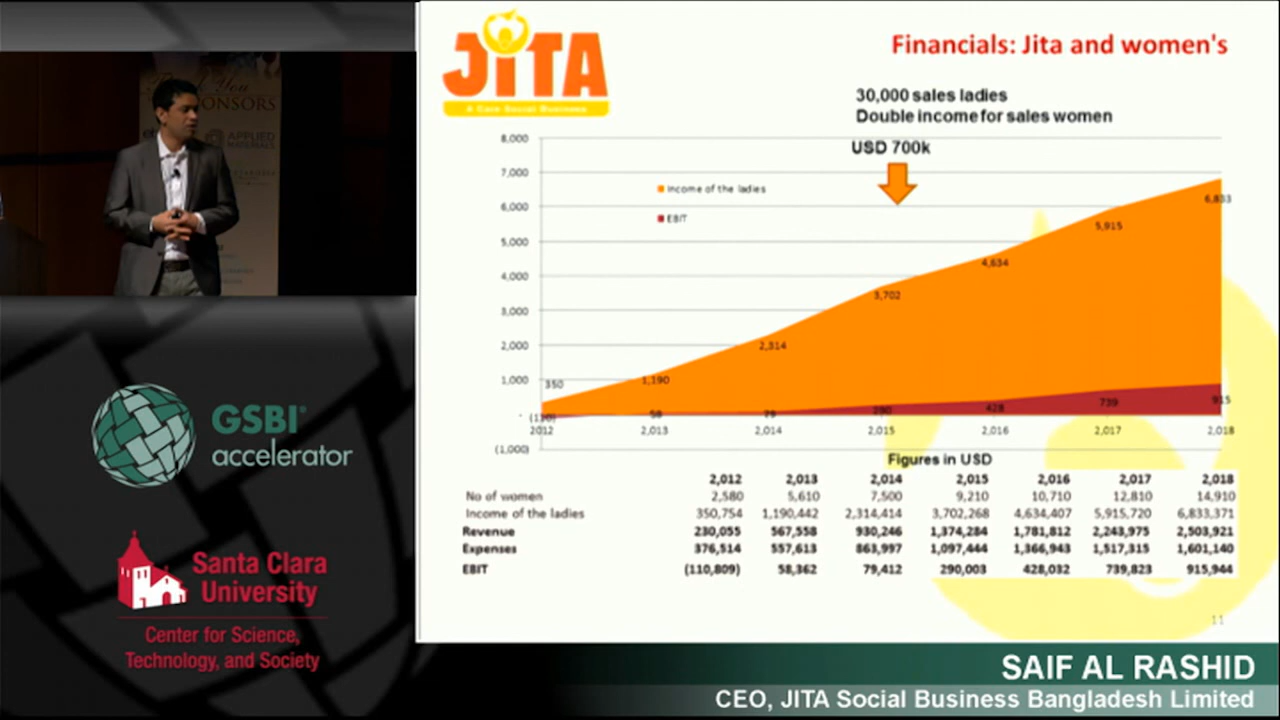 Thank You
SPONSORS
APPLIED
MATERIALS
JiTA
A Care Social Business
Financials: Jita and women's
30,000 sales ladies
Double income for sales women
USD 700k
Income of the ladies
EBIT
8,000
7,000
6,000
5,000
4,000
3,000
2,000
1,000
-
(1,000)
350
1,190
2,314
3,702
4,634
5,915
6,833
58
428
739
915
2012
2,013
2,014
2,015
2,016
2,017
2,018
Figures in USD
2,012 2,013 2,014 2,015 2,016 2,017 2,018
No of women 2,580 5,610 7,500 9,210 10,710 12,810 14,910
Income of the ladies 350,754 1,190,442 2,314,414 3,702,268 4,634,407 5,915,720 6,833,371
Revenue 230,055 567,558 930,246 1,374,284 1,781,812 2,243,975 2,503,921
Expenses 376,514 557,613 863,997 1,097,444 1,366,943 1,517,315 1,601,140
EBIT (110,809) 58,362 79,412 290,003 428,032 739,823 915,944
11
GSBI®
accelerator
Santa Clara
University
Center for Science,
Technology, and Society
SAIF AL RASHID
CEO, JITA Social Business Bangladesh Limited